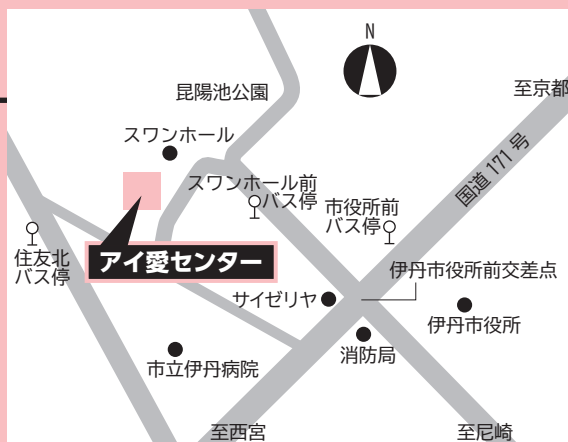 N
昆陽池公園
至京都
スワンホール
国道 171 号
スワンホール前
バス停
市役所前
バス停
住友北
バス停
アイ愛センター
伊丹市役所前交差点
サイゼリヤ
伊丹市役所
消防局
市立伊丹病院
至西宮
至尼崎